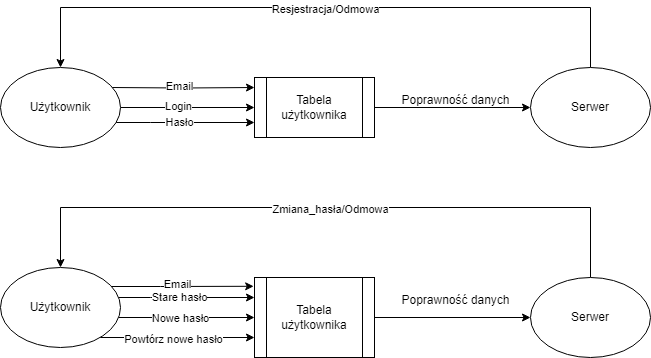 Resjestracja/Odmowa
Użytkownik
Email
Login
Hasło
Tabela
użytkownika
Poprawność danych
Serwer
Zmiana_hasła/Odmowa
Użytkownik
Email
Stare hasło
Nowe hasło
Powtórz nowe hasło
Tabela
użytkownika
Poprawność danych
Serwer